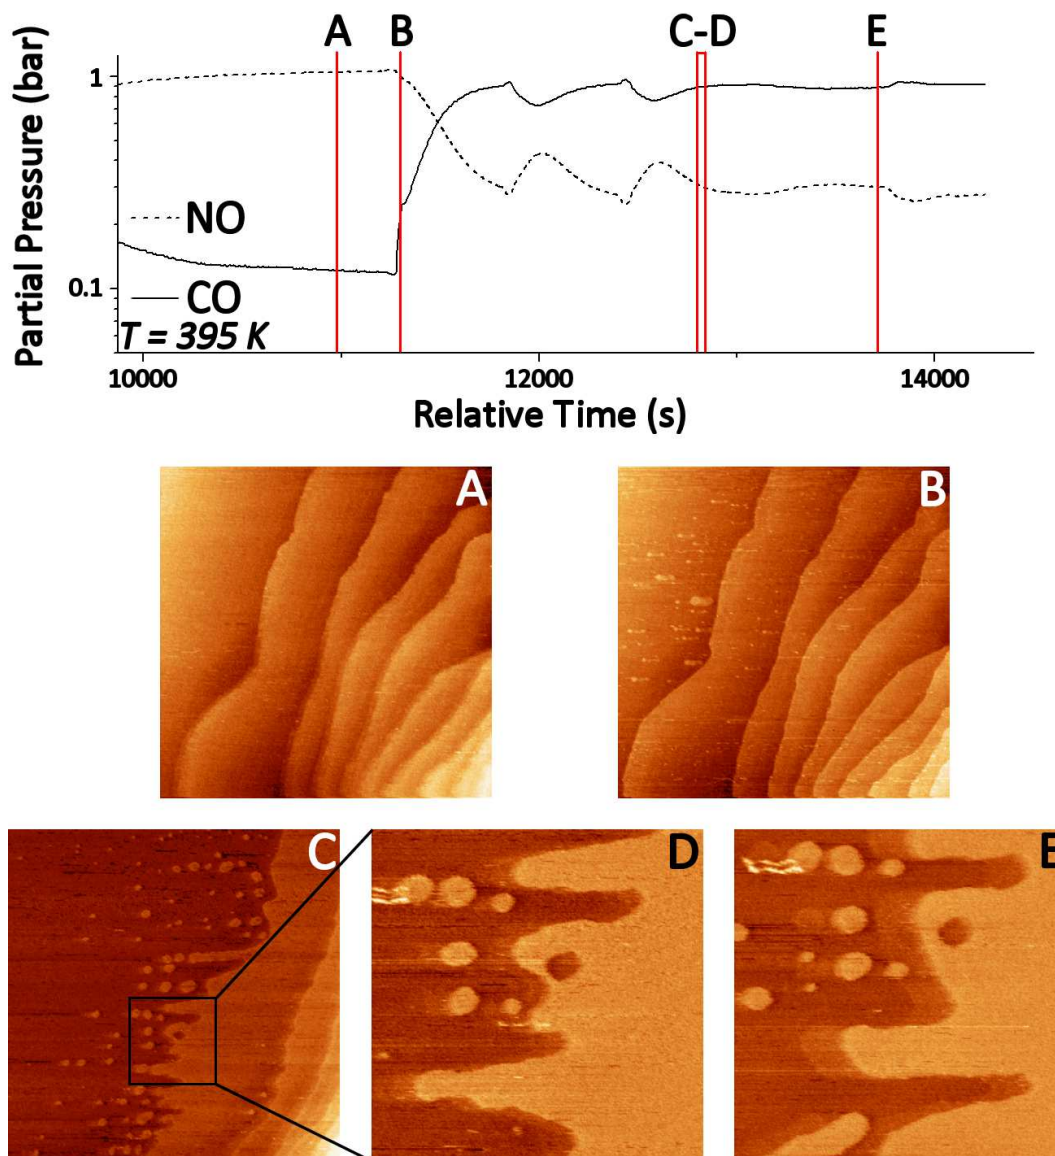 A B C-D E
Partial Pressure (bar)
1
0.1
NO
CO
T = 395 K
10000 12000 14000
Relative Time (s)
A B
C D E